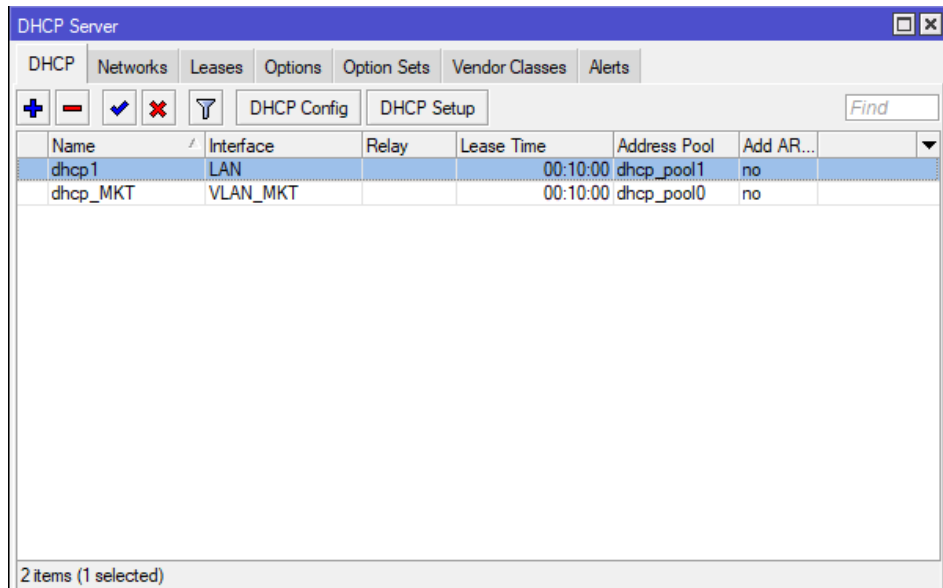 DHCP Server
DHCP Networks Leases Options Option Sets Vendor Classes Alerts
DHCP Config DHCP Setup Find
Name Interface Relay Lease Time Address Pool Add AR...
dhcp1 LAN 00:10:00 dhcp_pool1 no
dhcp_MKT VLAN_MKT 00:10:00 dhcp_pool0 no
2 items (1 selected)